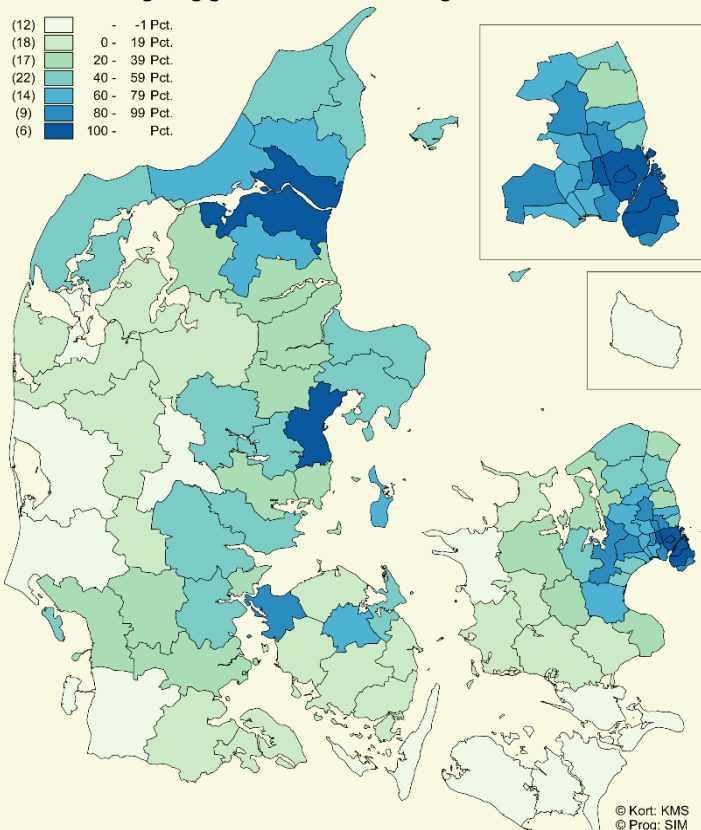 (12) - -1 Pct.
(18) 0 - 19 Pct.
(17) 20 - 39 Pct.
(22) 40 - 59 Pct.
(14) 60 - 79 Pct.
(9) 80 - 99 Pct.
(6) 100 - Pct.
© Kort: KMS
© Prog: SIM